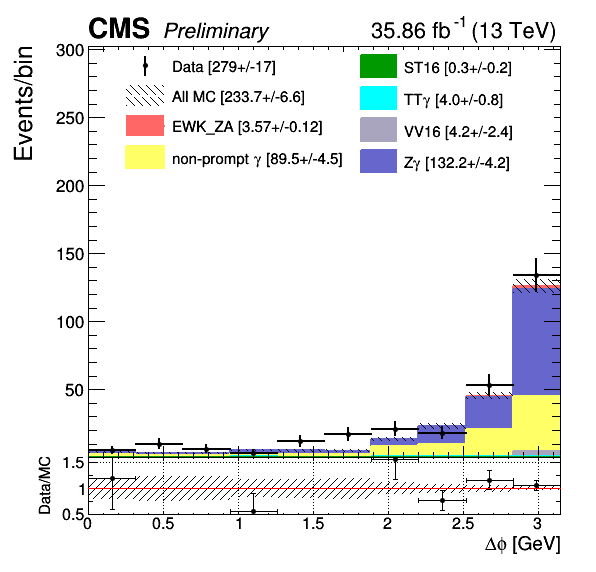 CMS Preliminary 35.86 fb⁻¹ (13 TeV)
Events/bin
300
250
200
150
100
50
Data [279+/-17]
All MC [233.7+/-6.6]
EWK_ZA [3.57+/-0.12]
non-prompt γ [89.5+/-4.5]
ST16 [0.3+/-0.2]
TTγ [4.0+/-0.8]
VV16 [4.2+/-2.4]
Zγ [132.2+/-4.2]
Data/MC
1.5
1
0.5
0 0.5 1 1.5 2 2.5 3
Δϕ [GeV]